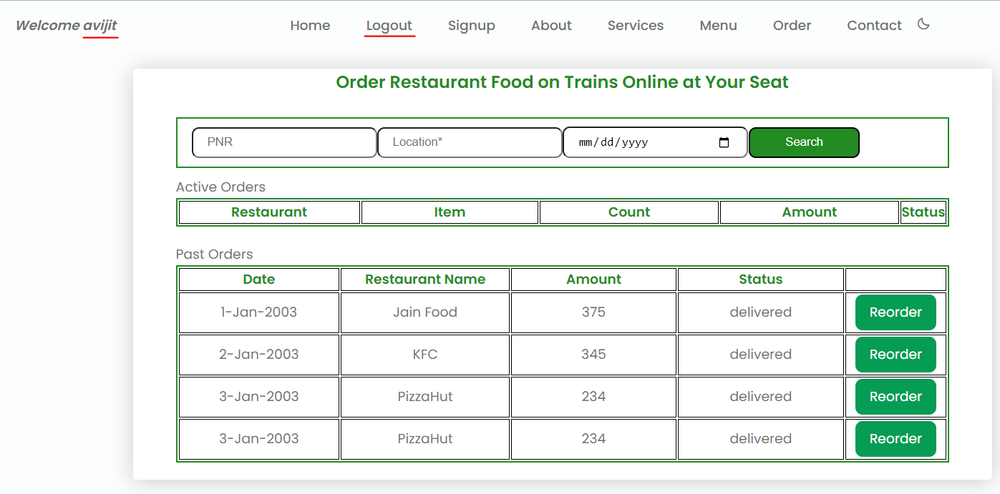 Welcome avijit Home Logout Signup About Services Menu Order Contact
Order Restaurant Food on Trains Online at Your Seat
PNR Location* mm/dd/yyyy Search
Active Orders
Restaurant Item Count Amount Status
Past Orders
Date Restaurant Name Amount Status
1-Jan-2003 Jain Food 375 delivered Reorder
2-Jan-2003 KFC 345 delivered Reorder
3-Jan-2003 PizzaHut 234 delivered Reorder
3-Jan-2003 PizzaHut 234 delivered Reorder